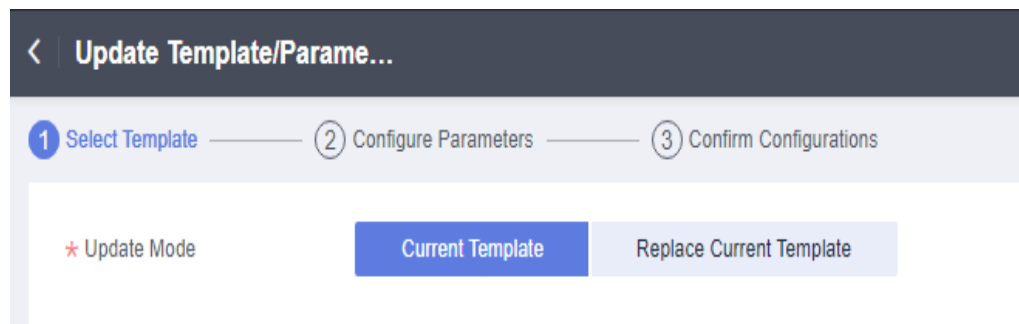 Update Template/Parame...
1 Select Template 2 Configure Parameters 3 Confirm Configurations
* Update Mode Current Template Replace Current Template